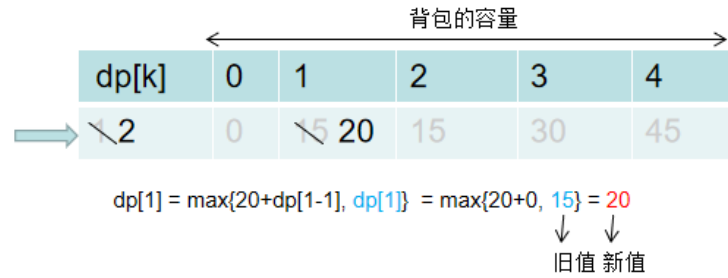 背包的容量
dp[k] 0 1 2 3 4
1 2 0 15 20 15 30 45
dp[1] = max{20+dp[1-1], dp[1]} = max{20+0, 15} = 20
旧值 新值